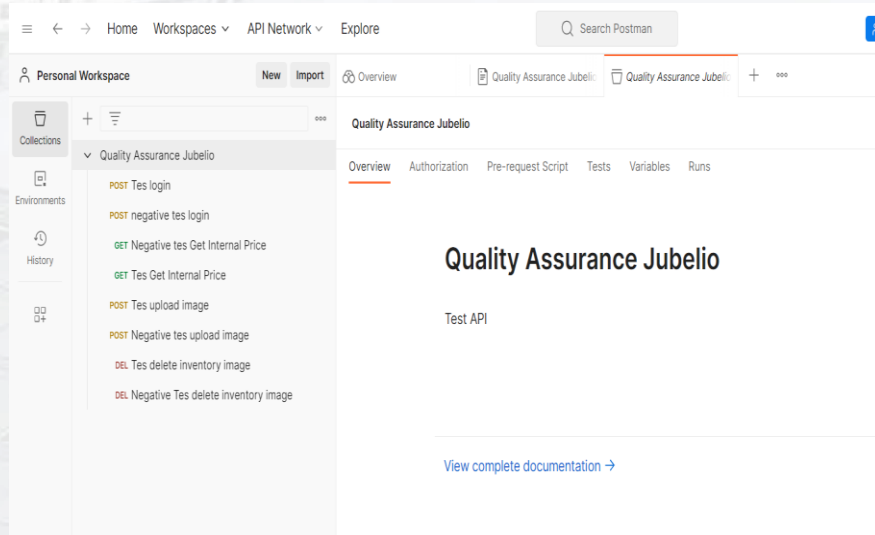 Home Workspaces API Network Explore Search Postman
Personal Workspace New Import
Overview Quality Assurance Jubelio Quality Assurance Jubelio
Collections
Environments
History
Quality Assurance Jubelio
POST Tes login
POST negative tes login
GET Negative tes Get Internal Price
GET Tes Get Internal Price
POST Tes upload image
POST Negative tes upload image
DEL Tes delete inventory image
DEL Negative Tes delete inventory image
Quality Assurance Jubelio
Overview Authorization Pre-request Script Tests Variables Runs
Quality Assurance Jubelio
Test API
View complete documentation →